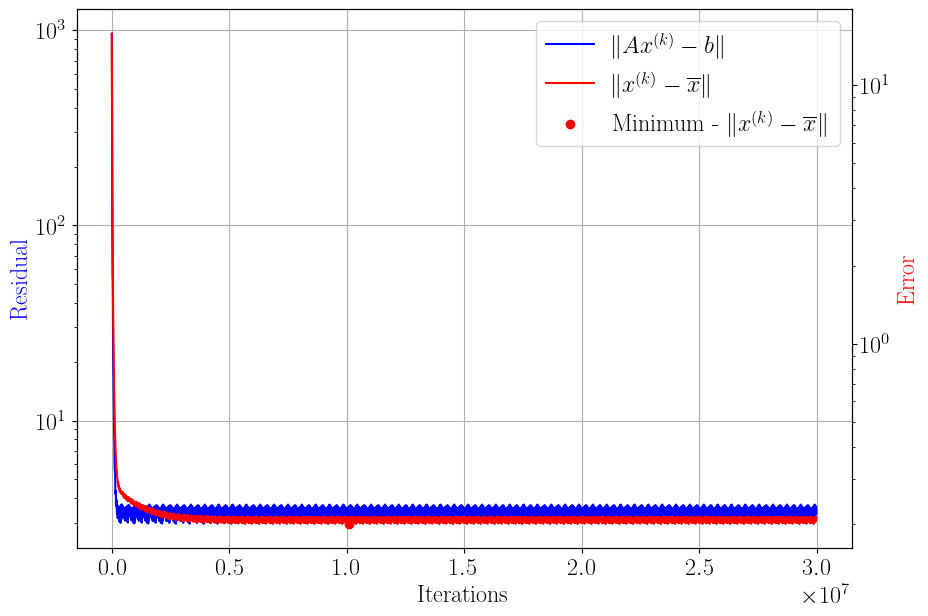 ‖Ax^{(k)} − b‖
‖x^{(k)} − x̅‖
Minimum - ‖x^{(k)} − x̅‖
10^3
10^2
10^1
Residual
10^1
10^0
Error
0.0 0.5 1.0 1.5 2.0 2.5 3.0
Iterations
×10^7